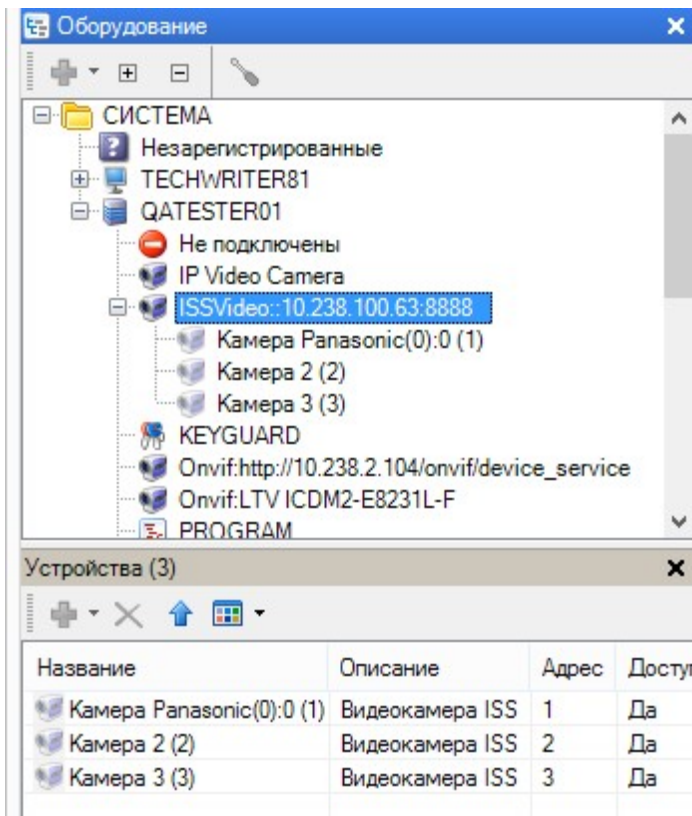 Оборудование
СИСТЕМА
Незарегистрированные
TECHWRITER81
QATESTER01
Не подключены
IP Video Camera
ISSVideo::10.238.100.63:8888
Камера Panasonic(0):0 (1)
Камера 2 (2)
Камера 3 (3)
KEYGUARD
Onvif:http://10.238.2.104/onvif/device_service
Onvif:LTV ICDM2-E8231L-F
PROGRAM
Устройства (3)
Название Описание Адрес Доступ
Камера Panasonic(0):0 (1) Видеокамера ISS 1 Да
Камера 2 (2) Видеокамера ISS 2 Да
Камера 3 (3) Видеокамера ISS 3 Да